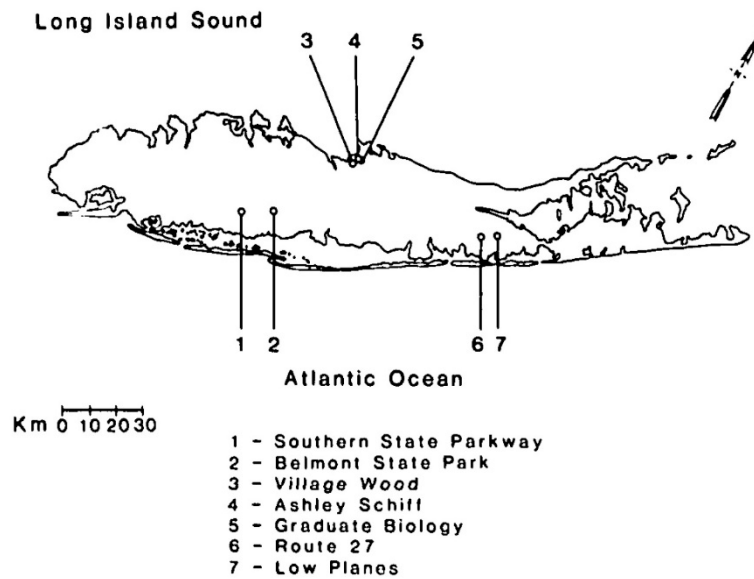 Long Island Sound
3 4 5
1 2 6 7
Atlantic Ocean
Km 0 10 20 30
1 - Southern State Parkway
2 - Belmont State Park
3 - Village Wood
4 - Ashley Schiff
5 - Graduate Biology
6 - Route 27
7 - Low Planes